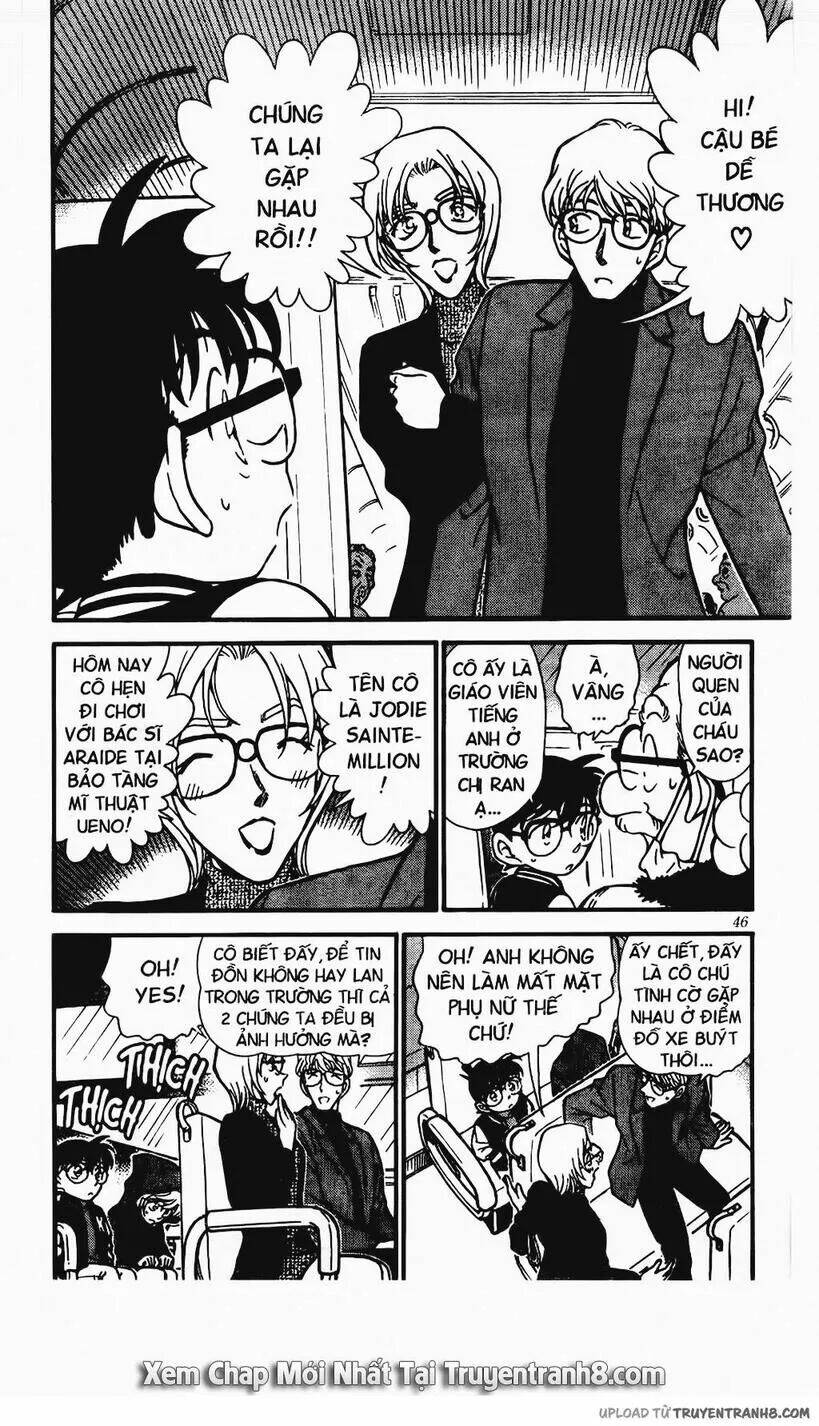 HI!
CẬU BÉ
DỄ
THƯƠNG
♡
CHÚNG
TA LẠI
GẶP
NHAU
RỒI!!
NGƯỜI
QUEN
CỦA
CHÁU
SAO?
À,
VÂNG
...
CÔ ẤY LÀ
GIÁO VIÊN
TIẾNG
ANH Ở
TRƯỜNG
CHỊ RAN
Ạ...
TÊN CÔ
LÀ JODIE
SAINTE-
MILLION
!
HÔM NAY
CÔ HẸN
ĐI CHƠI
VỚI BÁC SĨ
ARAIDE TẠI
BẢO TÀNG
MĨ THUẬT
UENO!
46
ẤY CHẾT, ĐẤY
LÀ CÔ CHÚ
TÌNH CỜ GẶP
NHAU Ở ĐIỂM
ĐỖ XE BUÝT
THÔI...
OH! ANH KHÔNG
NÊN LÀM MẤT MẶT
PHỤ NỮ THẾ
CHỨ!
CÔ BIẾT ĐẤY, ĐỂ TIN
ĐỒN KHÔNG HAY LAN
TRONG TRƯỜNG THÌ CẢ
2 CHÚNG TA ĐỀU BỊ
ẢNH HƯỞNG MÀ?
OH!
YES!
THỊCH
THỊCH
Xem Chap Mới Nhất Tại Truyentranh8.com
UPLOAD TỪ TRUYENTRANH8.COM